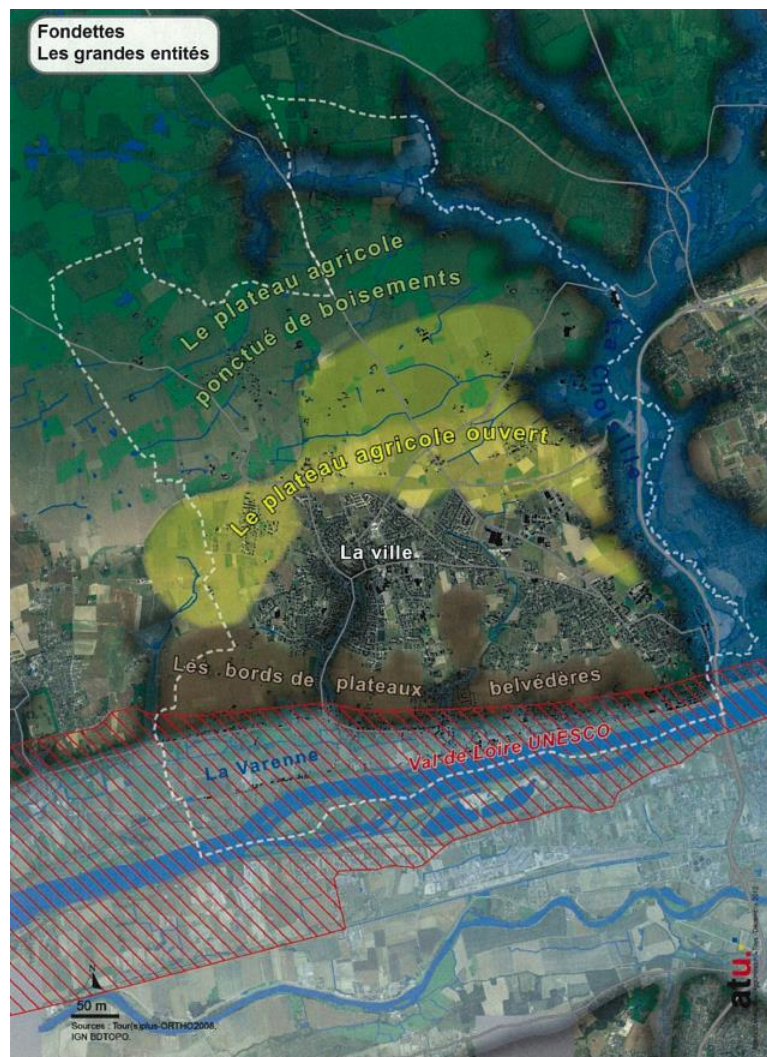 Fondettes
Les grandes entités
Le plateau agricole
ponctué de boisements
La Choisille
Le plateau agricole ouvert
La ville
Les bords de plateaux belvédères
Val de Loire UNESCO
La Varenne
N
50 m
Sources : Tour(s)plus-ORTHO2008,
IGN BDTOPO.
atu.